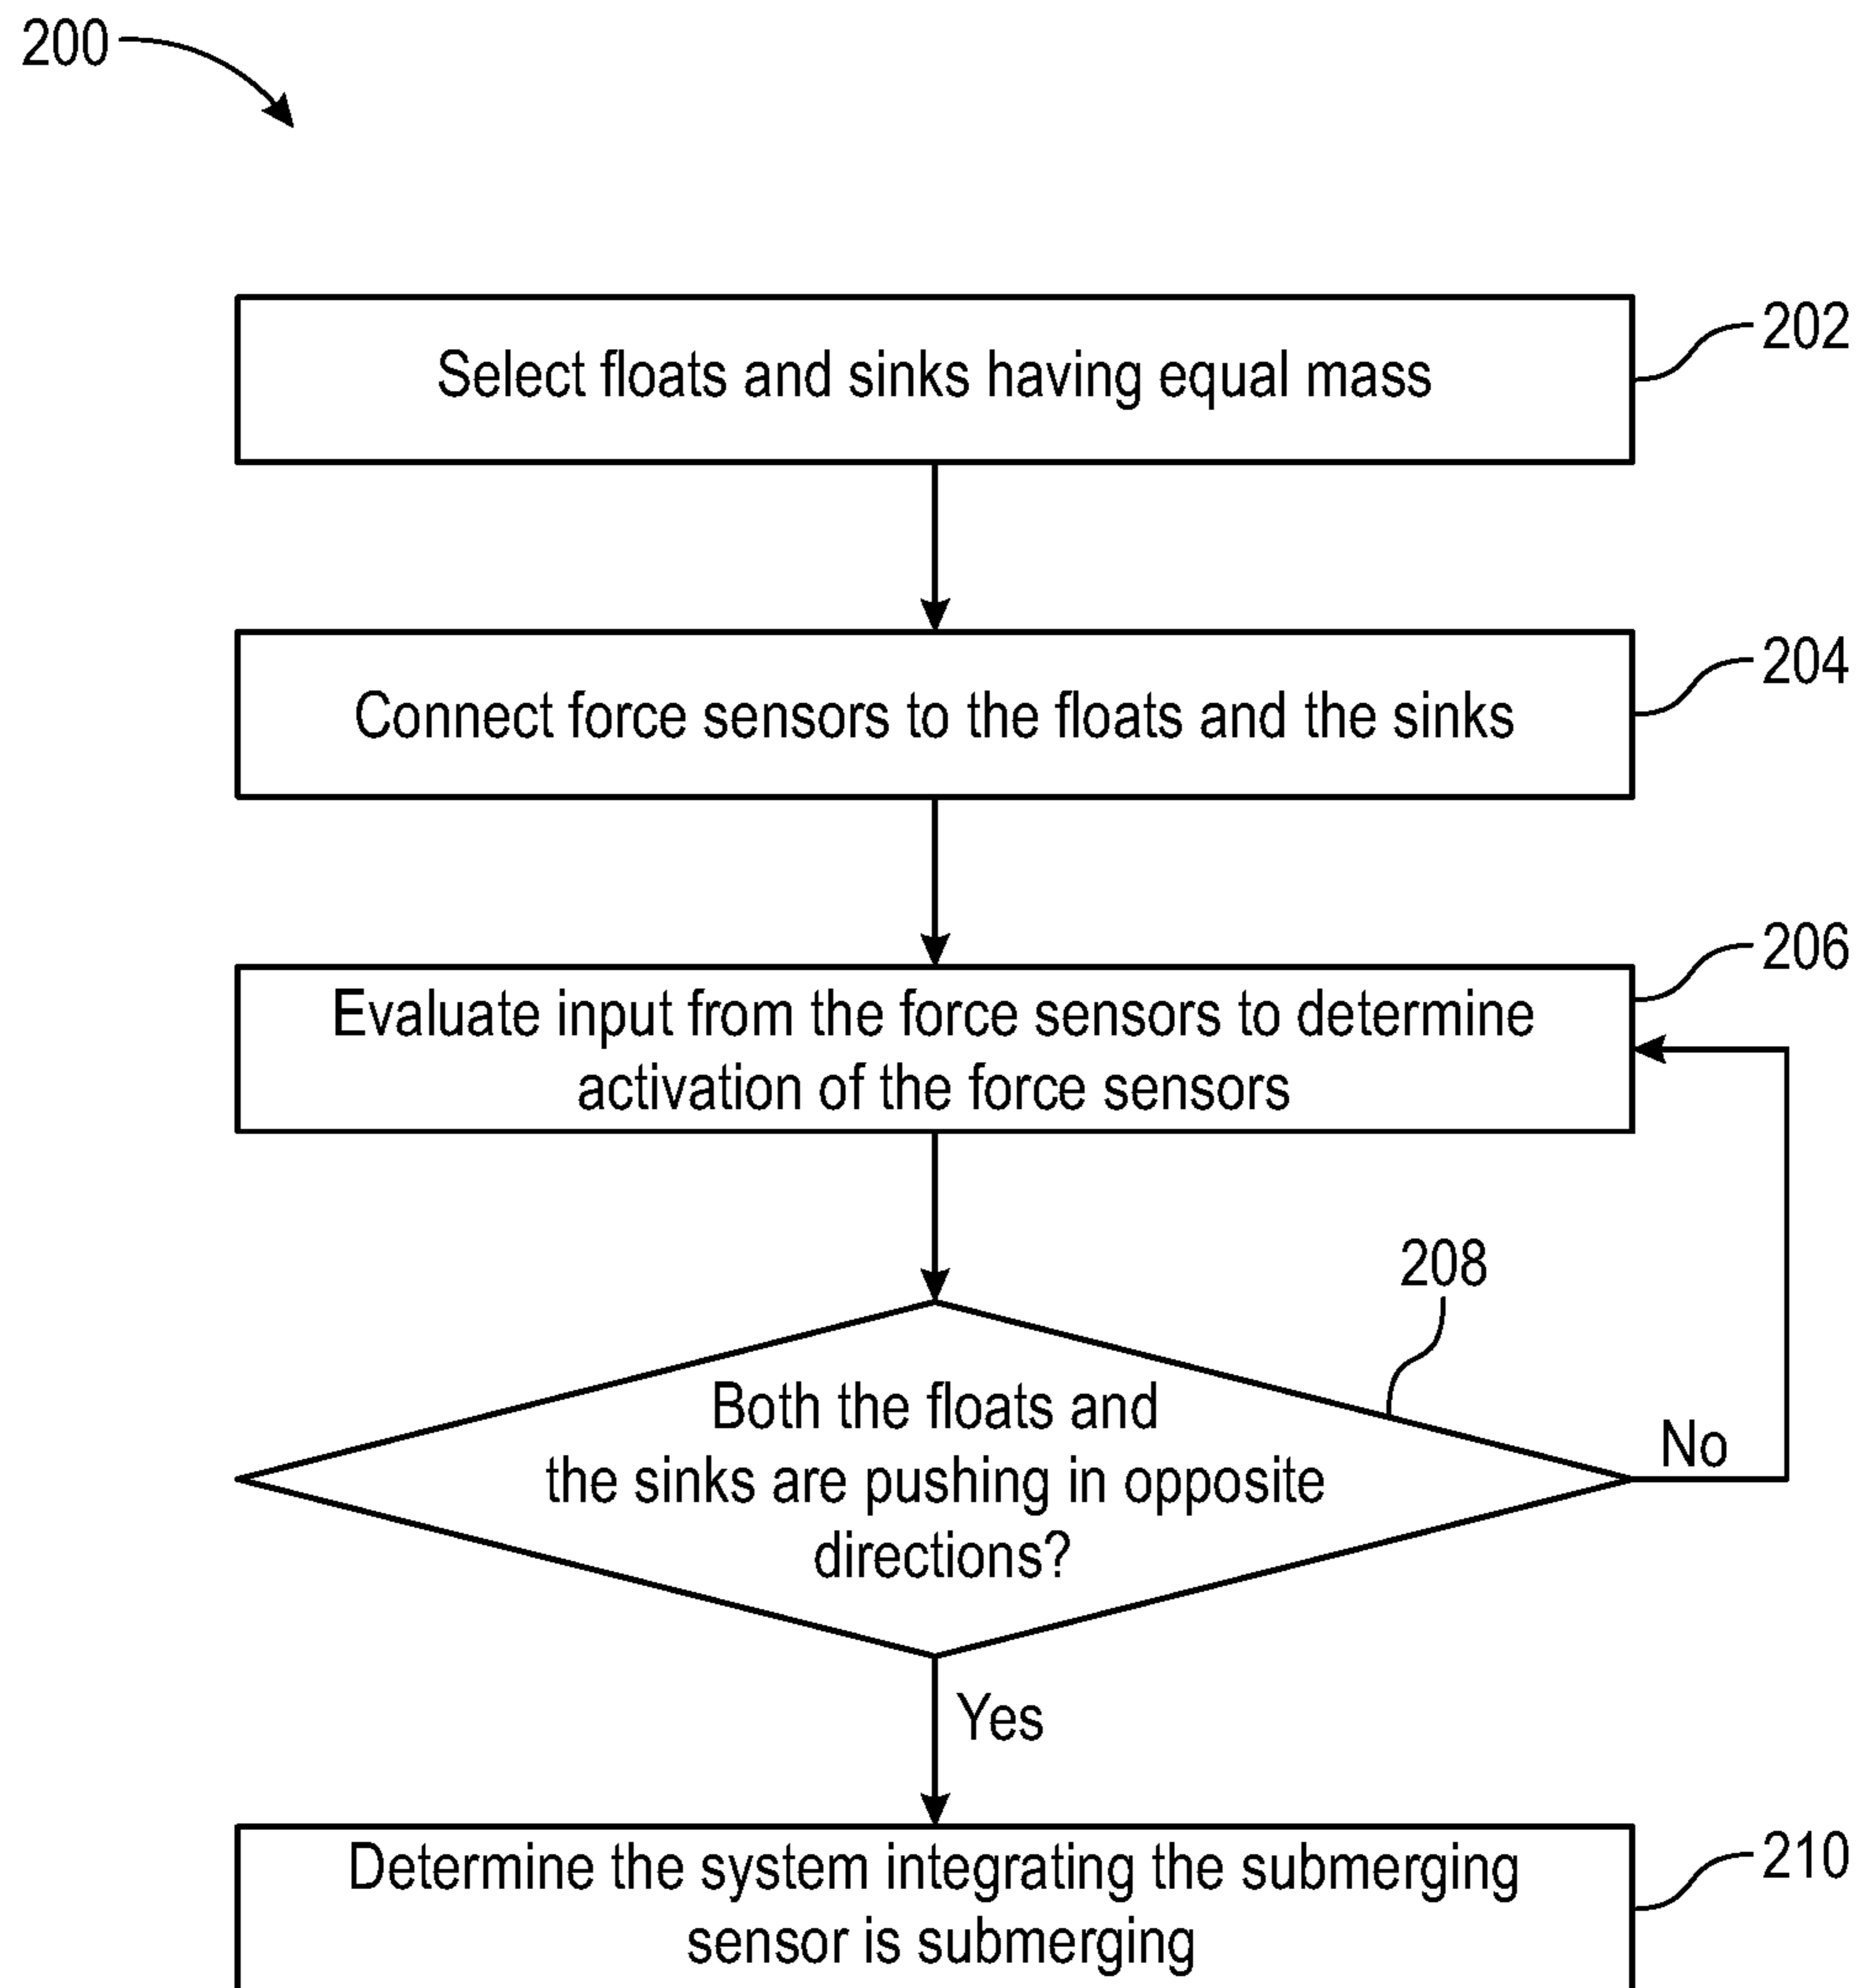 200
Select floats and sinks having equal mass
202
Connect force sensors to the floats and the sinks
204
206
Evaluate input from the force sensors to determine
activation of the force sensors
208
Both the floats and
the sinks are pushing in opposite
directions?
No
Yes
Determine the system integrating the submerging
sensor is submerging
210